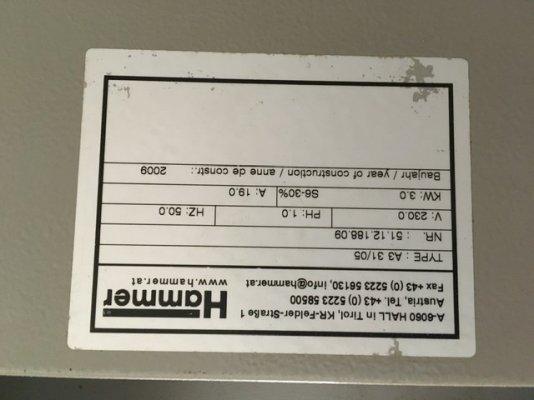 Hammer
www.hammer.at
A-6060 HALL in Tirol, KR-Felder-Straße 1
Austria, Tel. +43 (0) 5223 58500
Fax +43 (0) 5223 56130, info@hammer.at
TYPE : A3 31/05
NR. : 51.12.188.09
V: 230.0 PH: 1.0 HZ: 50.0
KW: 3.0 S6-30% A: 19.0
Baujahr / year of construction / anne de constr.: 2009